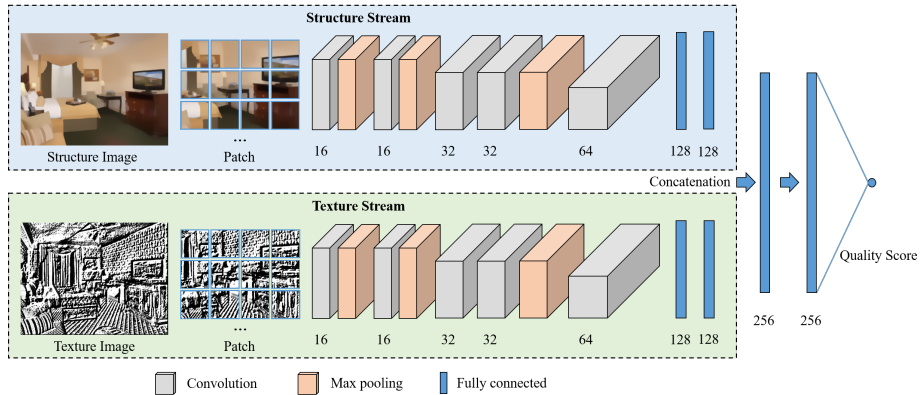 Structure Stream
Structure Image
...
Patch
16
16
32
32
64
128
128
Concatenation
Texture Stream
Texture Image
...
Patch
16
16
32
32
64
128
128
256
256
Quality Score
Convolution
Max pooling
Fully connected